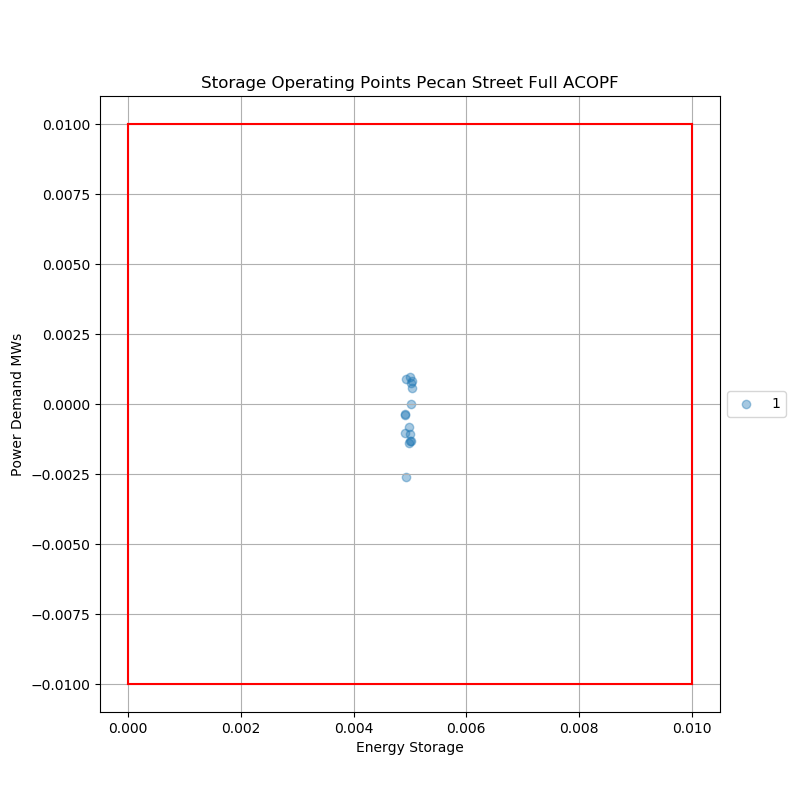 Storage Operating Points Pecan Street Full ACOPF
0.0100
0.0075
0.0050
0.0025
0.0000
−0.0025
−0.0050
−0.0075
−0.0100
Power Demand MWs
0.000 0.002 0.004 0.006 0.008 0.010
Energy Storage
1